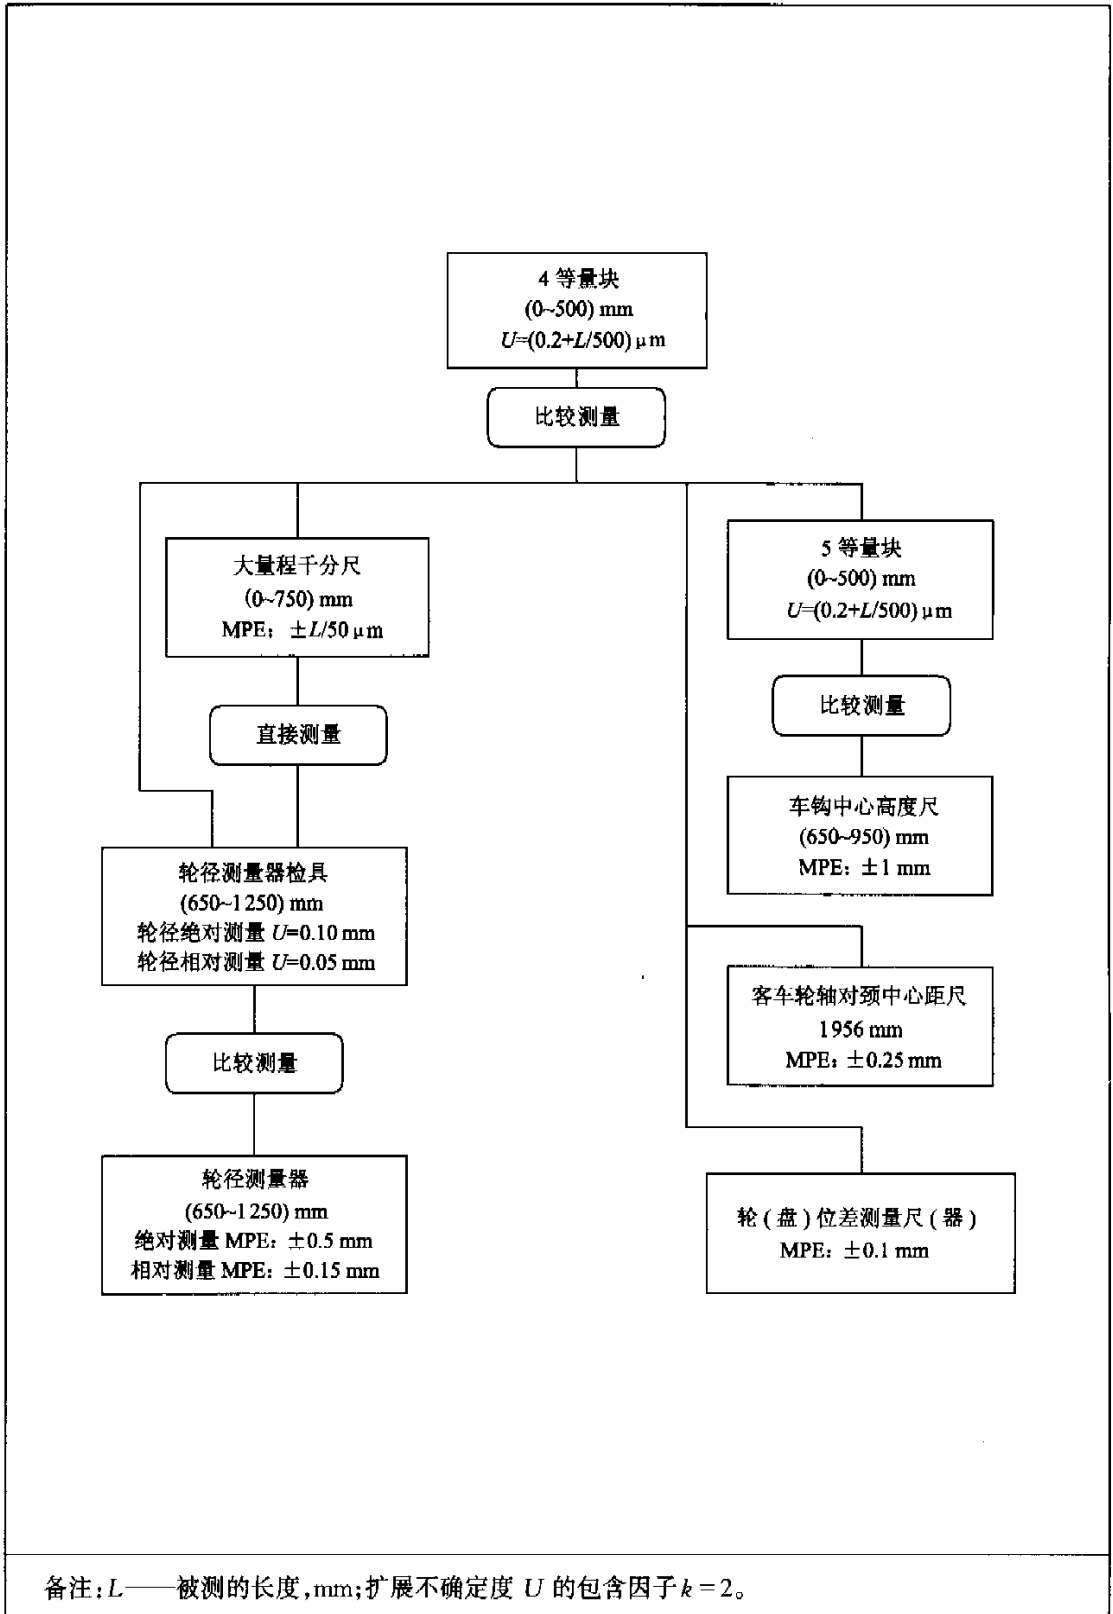 4 等量块
(0~500) mm
U=(0.2+L/500) μm
比较测量
大量程千分尺
(0~750) mm
MPE: ±L/50 μm
直接测量
轮径测量器检具
(650~1 250) mm
轮径绝对测量 U=0.10 mm
轮径相对测量 U=0.05 mm
比较测量
轮径测量器
(650~1 250) mm
绝对测量 MPE: ±0.5 mm
相对测量 MPE: ±0.15 mm
5 等量块
(0~500) mm
U=(0.2+L/500) μm
比较测量
车钩中心高度尺
(650~950) mm
MPE: ±1 mm
客车轮轴对颈中心距尺
1956 mm
MPE: ±0.25 mm
轮(盘)位差测量尺(器)
MPE: ±0.1 mm
备注:L——被测的长度,mm;扩展不确定度 U 的包含因子 k=2。